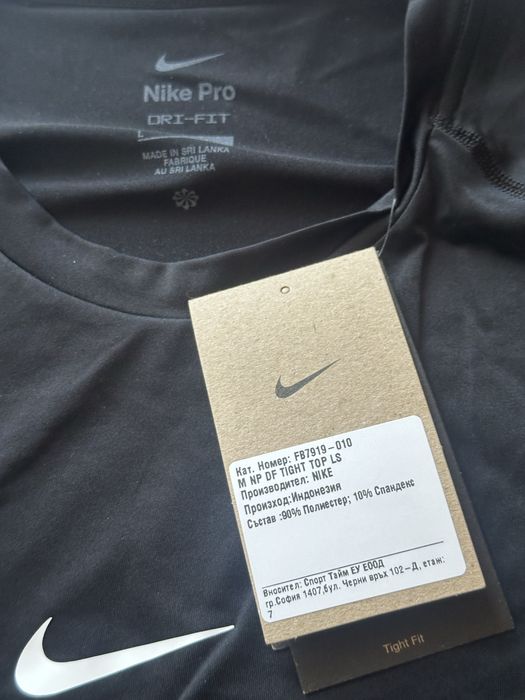 Nike Pro
DRI-FIT
L
MADE IN SRI LANKA
FABRIQUE
AU SRI LANKA
Кат. Номер: FB7919-010
M NP DF TIGHT TOP LS
Производител: NIKE
Произход:Индонезия
Състав :90% Полиестер; 10% Спандекс
Вносител: Спорт Тайм ЕУ ЕООД
гр.София 1407,бул. Черни връх 102-Д, етаж:
7
Tight Fit